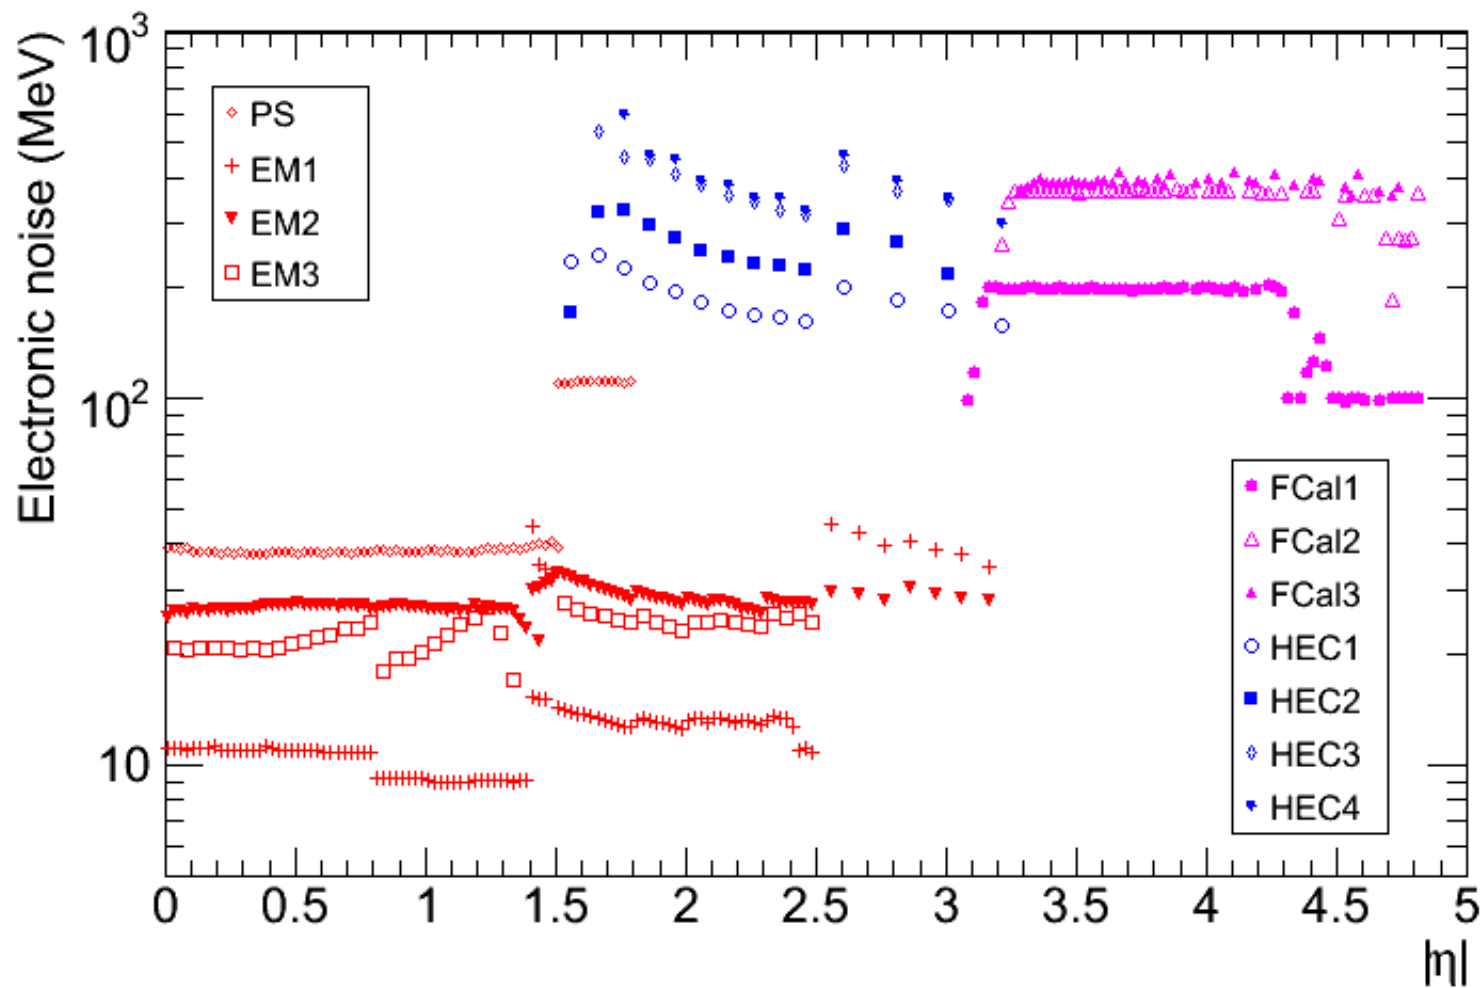 Electronic noise (MeV)
10³
10²
10
PS
EM1
EM2
EM3
FCal1
FCal2
FCal3
HEC1
HEC2
HEC3
HEC4
0 0.5 1 1.5 2 2.5 3 3.5 4 4.5 5
|η|